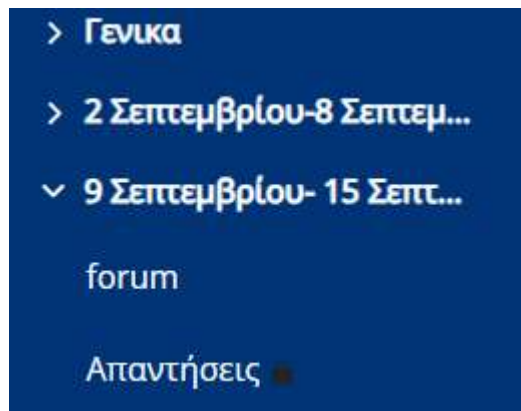 Γενικα
2 Σεπτεμβρίου-8 Σεπτεμ...
9 Σεπτεμβρίου- 15 Σεπτ...
forum
Απαντήσεις